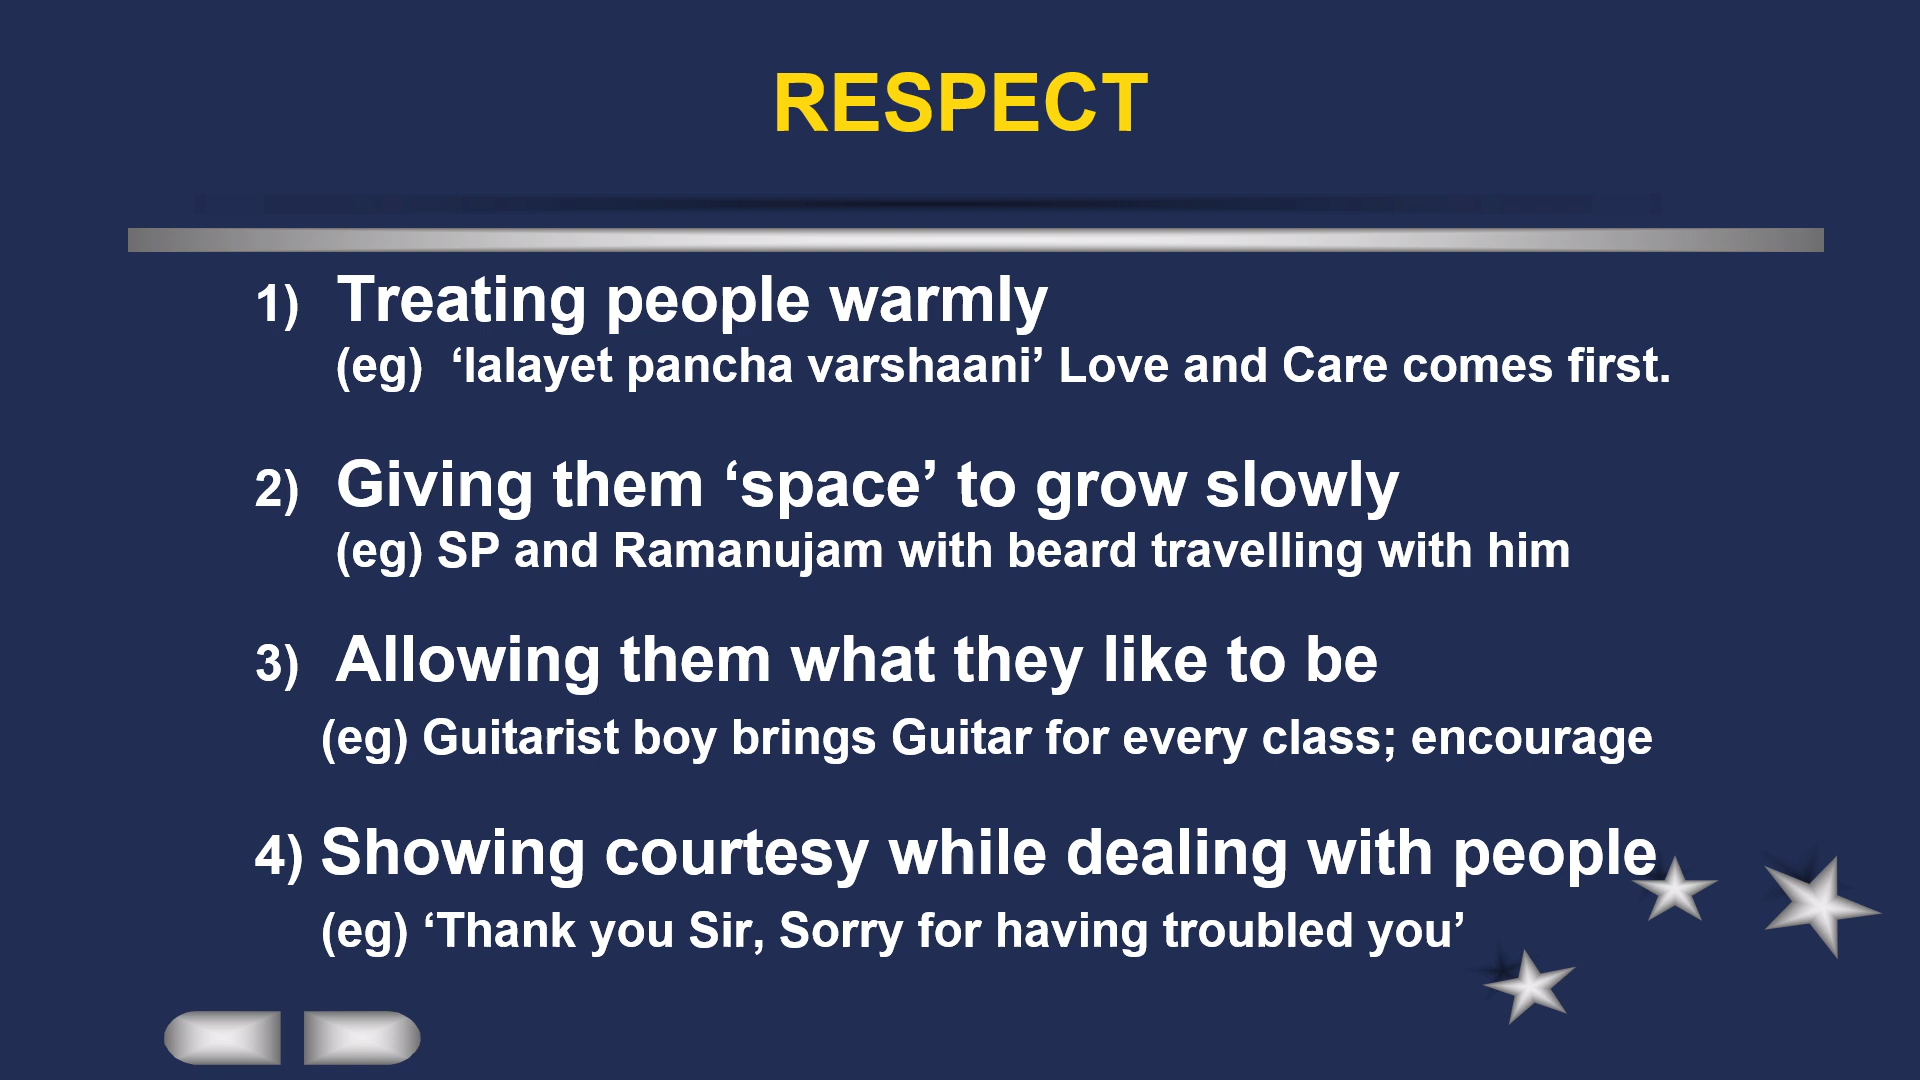 RESPECT
1) Treating people warmly
(eg) ‘lalayet pancha varshaani’ Love and Care comes first.
2) Giving them ‘space’ to grow slowly
(eg) SP and Ramanujam with beard travelling with him
3) Allowing them what they like to be
(eg) Guitarist boy brings Guitar for every class; encourage
4) Showing courtesy while dealing with people
(eg) ‘Thank you Sir, Sorry for having troubled you’